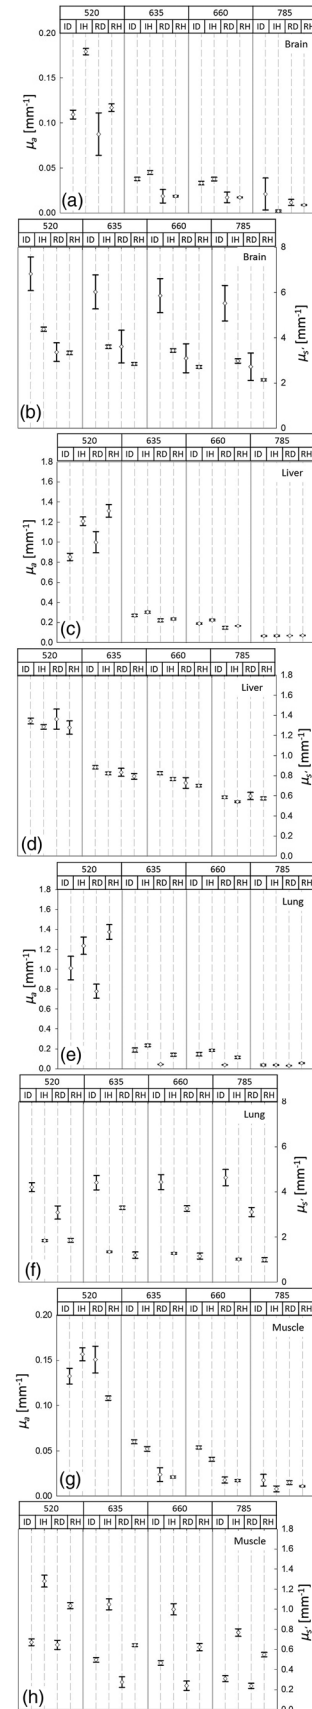 520 635 660 785
ID IH RD RH ID IH RD RH ID IH RD RH ID IH RD RH
0.20
Brain
0.15
0.10
μa [mm-1]
0.05
0.00
(a)
520 635 660 785
ID IH RD RH ID IH RD RH ID IH RD RH ID IH RD RH
8
Brain
6
4
μs' [mm-1]
2
0
(b)
520 635 660 785
ID IH RD RH ID IH RD RH ID IH RD RH ID IH RD RH
1.8
Liver
1.6
1.4
1.2
1.0
μa [mm-1]
0.8
0.6
0.4
0.2
0.0
(c)
520 635 660 785
ID IH RD RH ID IH RD RH ID IH RD RH ID IH RD RH
1.8
Liver
1.6
1.4
1.2
1.0
μs' [mm-1]
0.8
0.6
0.4
0.2
0.0
(d)
520 635 660 785
ID IH RD RH ID IH RD RH ID IH RD RH ID IH RD RH
1.8
Lung
1.6
1.4
1.2
1.0
μa [mm-1]
0.8
0.6
0.4
0.2
0.0
(e)
520 635 660 785
ID IH RD RH ID IH RD RH ID IH RD RH ID IH RD RH
8
Lung
6
4
μs' [mm-1]
2
0
(f)
520 635 660 785
ID IH RD RH ID IH RD RH ID IH RD RH ID IH RD RH
0.20
Muscle
0.15
0.10
μa [mm-1]
0.05
0.00
(g)
520 635 660 785
ID IH RD RH ID IH RD RH ID IH RD RH ID IH RD RH
1.8
Muscle
1.6
1.4
1.2
1.0
μs' [mm-1]
0.8
0.6
0.4
0.2
0.0
(h)